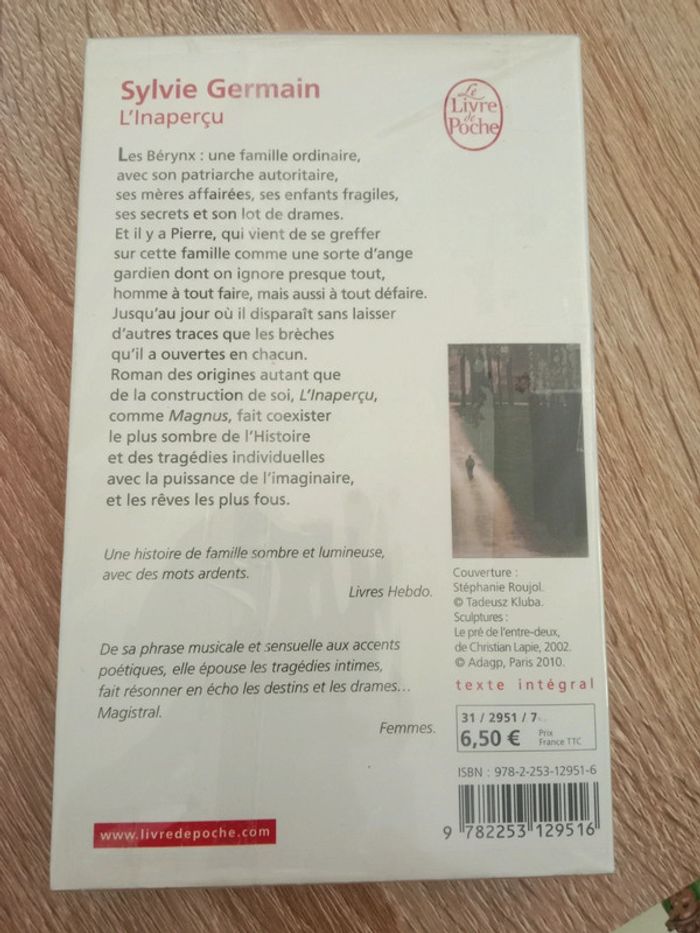 Sylvie Germain
L'Inaperçu
Le
Livre
de
Poche
Les Bérynx : une famille ordinaire,
avec son patriarche autoritaire,
ses mères affairées, ses enfants fragiles,
ses secrets et son lot de drames.
Et il y a Pierre, qui vient de se greffer
sur cette famille comme une sorte d'ange
gardien dont on ignore presque tout,
homme à tout faire, mais aussi à tout défaire.
Jusqu'au jour où il disparaît sans laisser
d'autres traces que les brèches
qu'il a ouvertes en chacun.
Roman des origines autant que
de la construction de soi, L'Inaperçu,
comme Magnus, fait coexister
le plus sombre de l'Histoire
et des tragédies individuelles
avec la puissance de l'imaginaire,
et les rêves les plus fous.
Une histoire de famille sombre et lumineuse,
avec des mots ardents.
Livres Hebdo.
De sa phrase musicale et sensuelle aux accents
poétiques, elle épouse les tragédies intimes,
fait résonner en écho les destins et les drames...
Magistral.
Femmes.
Couverture :
Stéphanie Roujol.
© Tadeusz Kluba.
Sculptures :
Le pré de l'entre-deux,
de Christian Lapie, 2002.
© Adagp, Paris 2010.
texte intégral
31 / 2951 / 7
6,50 € Prix
France TTC
ISBN : 978-2-253-12951-6
9 782253 129516
www.livredepoche.com